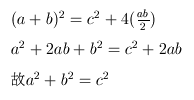 (a + b)² = c² + 4(ab/2)
a² + 2ab + b² = c² + 2ab
故a² + b² = c²